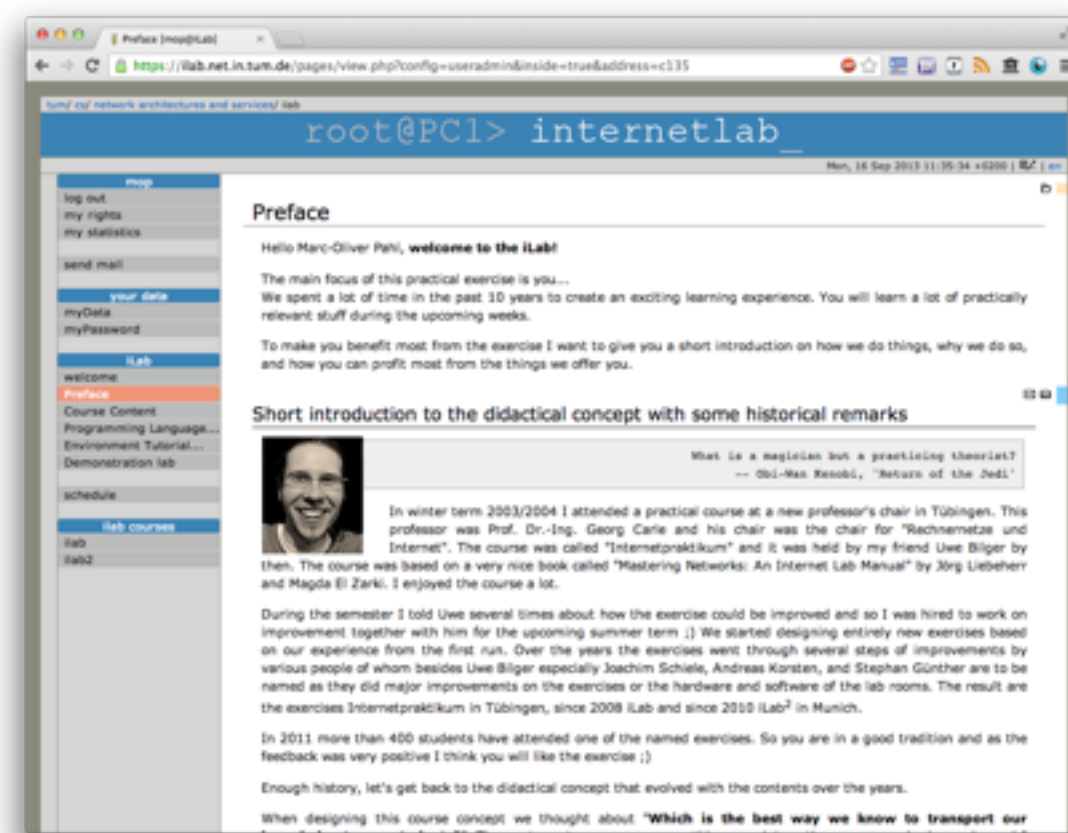 Preface [mop@iLab]
https://ilab.net.in.tum.de/pages/view.php?config=useradmin&inside=true&address=c135
tum/ cs/ network architectures and services/ ilab
root@PC1> internetlab_
Mon, 16 Sep 2013 11:35:34 +0200 | | en
mop
log out
my rights
my statistics
send mail
your data
myData
myPassword
iLab
welcome
Preface
Course Content
Programming Language...
Environment Tutorial...
Demonstration lab
schedule
ilab courses
ilab
ilab2
Preface
Hello Marc-Oliver Pahl, welcome to the iLab!
The main focus of this practical exercise is you...
We spent a lot of time in the past 10 years to create an exciting learning experience. You will learn a lot of practically
relevant stuff during the upcoming weeks.
To make you benefit most from the exercise I want to give you a short introduction on how we do things, why we do so,
and how you can profit most from the things we offer you.
Short introduction to the didactical concept with some historical remarks
What is a magician but a practicing theorist?
-- Obi-Wan Kenobi, 'Return of the Jedi'
In winter term 2003/2004 I attended a practical course at a new professor's chair in Tübingen. This
professor was Prof. Dr.-Ing. Georg Carle and his chair was the chair for "Rechnernetze und
Internet". The course was called "Internetpraktikum" and it was held by my friend Uwe Bilger by
then. The course was based on a very nice book called "Mastering Networks: An Internet Lab Manual" by Jörg Liebeherr
and Magda El Zarki. I enjoyed the course a lot.
During the semester I told Uwe several times about how the exercise could be improved and so I was hired to work on
improvement together with him for the upcoming summer term ;) We started designing entirely new exercises based
on our experience from the first run. Over the years the exercises went through several steps of improvements by
various people of whom besides Uwe Bilger especially Joachim Schiele, Andreas Korsten, and Stephan Günther are to be
named as they did major improvements on the exercises or the hardware and software of the lab rooms. The result are
the exercises Internetpraktikum in Tübingen, since 2008 iLab and since 2010 iLab² in Munich.
In 2011 more than 400 students have attended one of the named exercises. So you are in a good tradition and as the
feedback was very positive I think you will like the exercise ;)
Enough history, let's get back to the didactical concept that evolved with the contents over the years.
When designing this course concept we thought about "Which is the best way we know to transport our